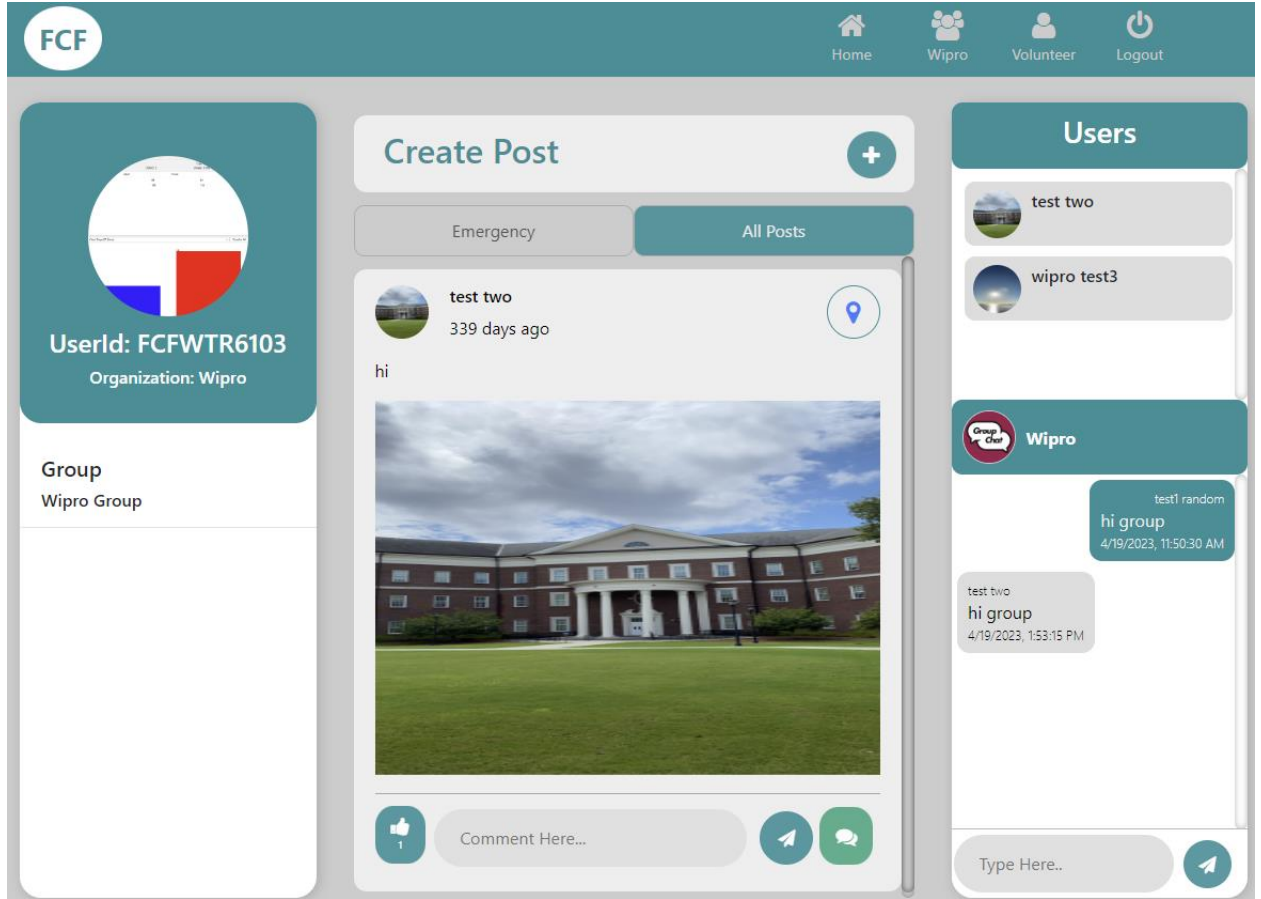 FCF
Home
Wipro
Volunteer
Logout
UserId: FCFWTR6103
Organization: Wipro
Group
Wipro Group
Create Post
Emergency
All Posts
test two
339 days ago
hi
1
Comment Here...
Users
test two
wipro test3
Group
Chat
Wipro
test1 random
hi group
4/19/2023, 11:50:30 AM
test two
hi group
4/19/2023, 1:53:15 PM
Type Here..